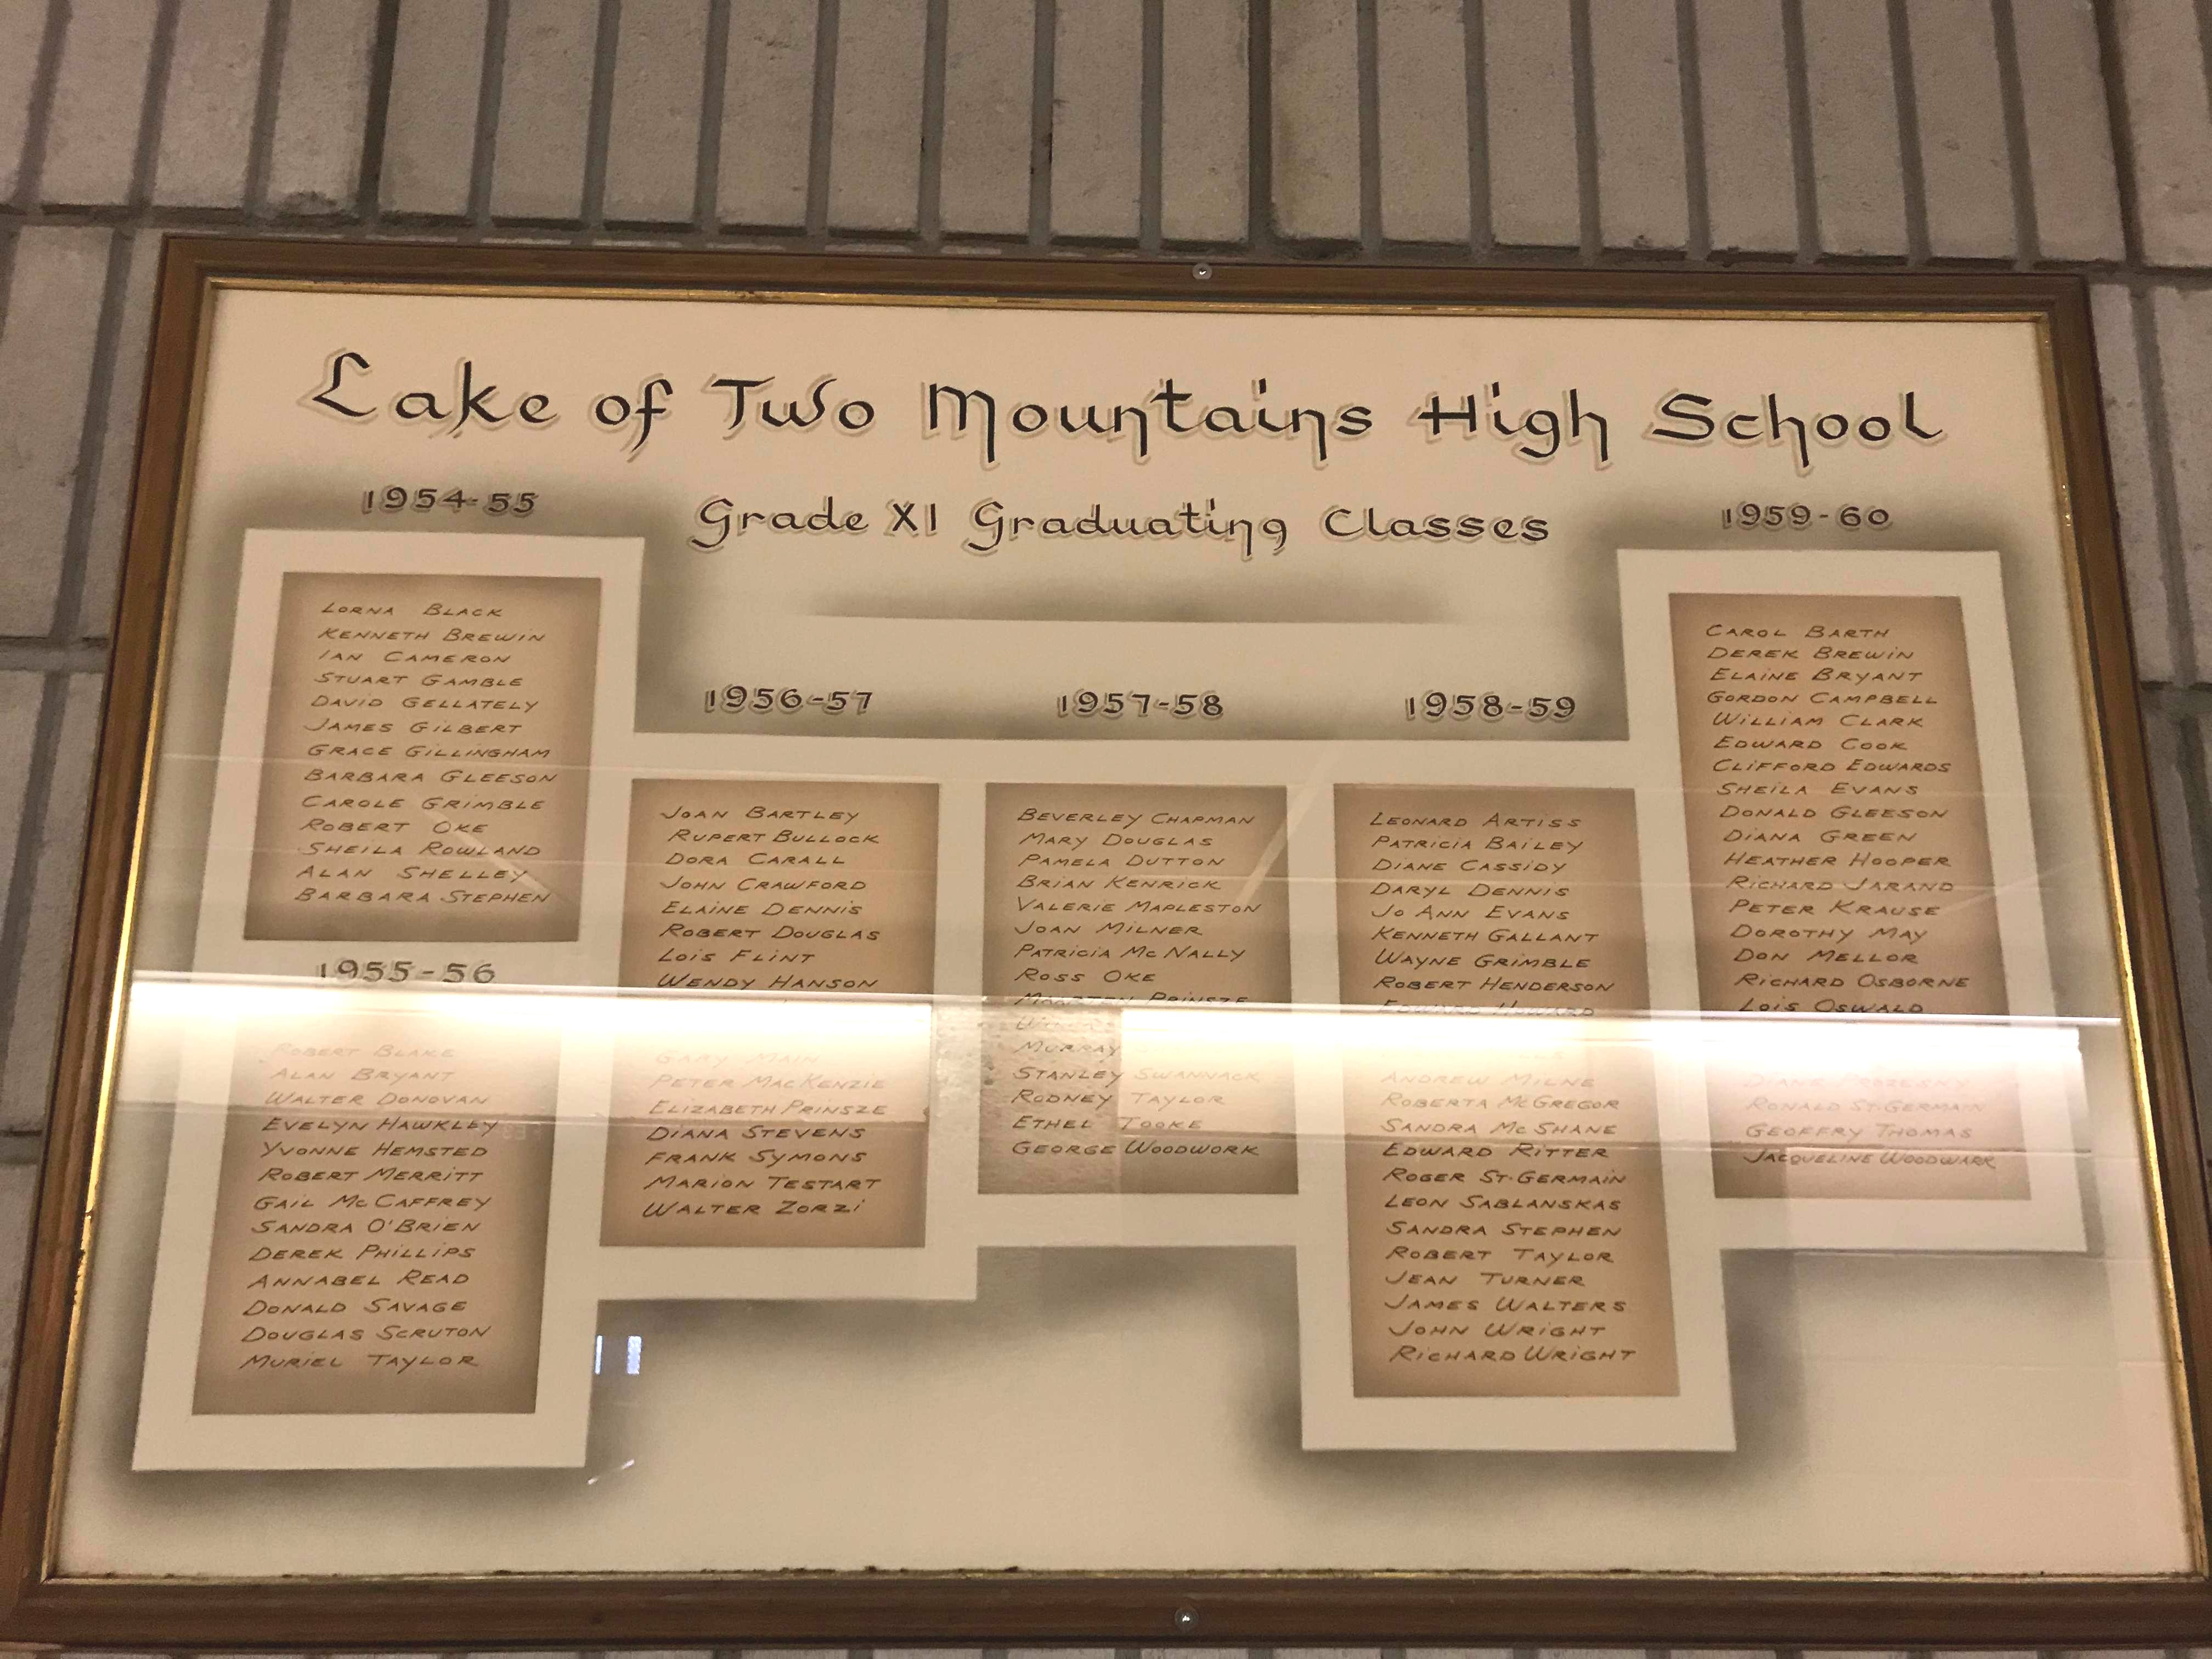 Lake of Two Mountains High School
Grade XI Graduating Classes
1954-55
LORNA BLACK
KENNETH BREWIN
IAN CAMERON
STUART GAMBLE
DAVID GELLATELY
JAMES GILBERT
GRACE GILLINGHAM
BARBARA GLEESON
CAROLE GRIMBLE
ROBERT OKE
SHEILA ROWLAND
ALAN SHELLEY
BARBARA STEPHEN
1955-56
ROBERT BLAKE
ALAN BRYANT
WALTER DONOVAN
EVELYN HAWKLEY
YVONNE HEMSTED
ROBERT MERRITT
GAIL McCAFFREY
SANDRA O'BRIEN
DEREK PHILLIPS
ANNABEL READ
DONALD SAVAGE
DOUGLAS SCRUTON
MURIEL TAYLOR
1956-57
JOAN BARTLEY
RUPERT BULLOCK
DORA CARALL
JOHN CRAWFORD
ELAINE DENNIS
ROBERT DOUGLAS
LOIS FLINT
WENDY HANSON
GARY MAIN
PETER MACKENZIE
ELIZABETH PRINSZE
DIANA STEVENS
FRANK SYMONS
MARION TESTART
WALTER ZORZI
1957-58
BEVERLEY CHAPMAN
MARY DOUGLAS
PAMELA DUTTON
BRIAN KENRICK
VALERIE MAPLESTON
JOAN MILNER
PATRICIA McNALLY
ROSS OKE
PRINSZE
MURRAY
STANLEY SWANNACK
RODNEY TAYLOR
ETHEL TOOKE
GEORGE WOODWORK
1958-59
LEONARD ARTISS
PATRICIA BAILEY
DIANE CASSIDY
DARYL DENNIS
JO ANN EVANS
KENNETH GALLANT
WAYNE GRIMBLE
ROBERT HENDERSON
EDWARD HOWARD
ANDREW MILNE
ROBERTA McGREGOR
SANDRA McSHANE
EDWARD RITTER
ROGER ST·GERMAIN
LEON SABLANSKAS
SANDRA STEPHEN
ROBERT TAYLOR
JEAN TURNER
JAMES WALTERS
JOHN WRIGHT
RICHARD WRIGHT
1959-60
CAROL BARTH
DEREK BREWIN
ELAINE BRYANT
GORDON CAMPBELL
WILLIAM CLARK
EDWARD COOK
CLIFFORD EDWARDS
SHEILA EVANS
DONALD GLEESON
DIANA GREEN
HEATHER HOOPER
RICHARD JARAND
PETER KRAUSE
DOROTHY MAY
DON MELLOR
RICHARD OSBORNE
LOIS OSWALD
RONALD ST·GERMAIN
GEOFFRY THOMAS
JACQUELINE WOODWARK